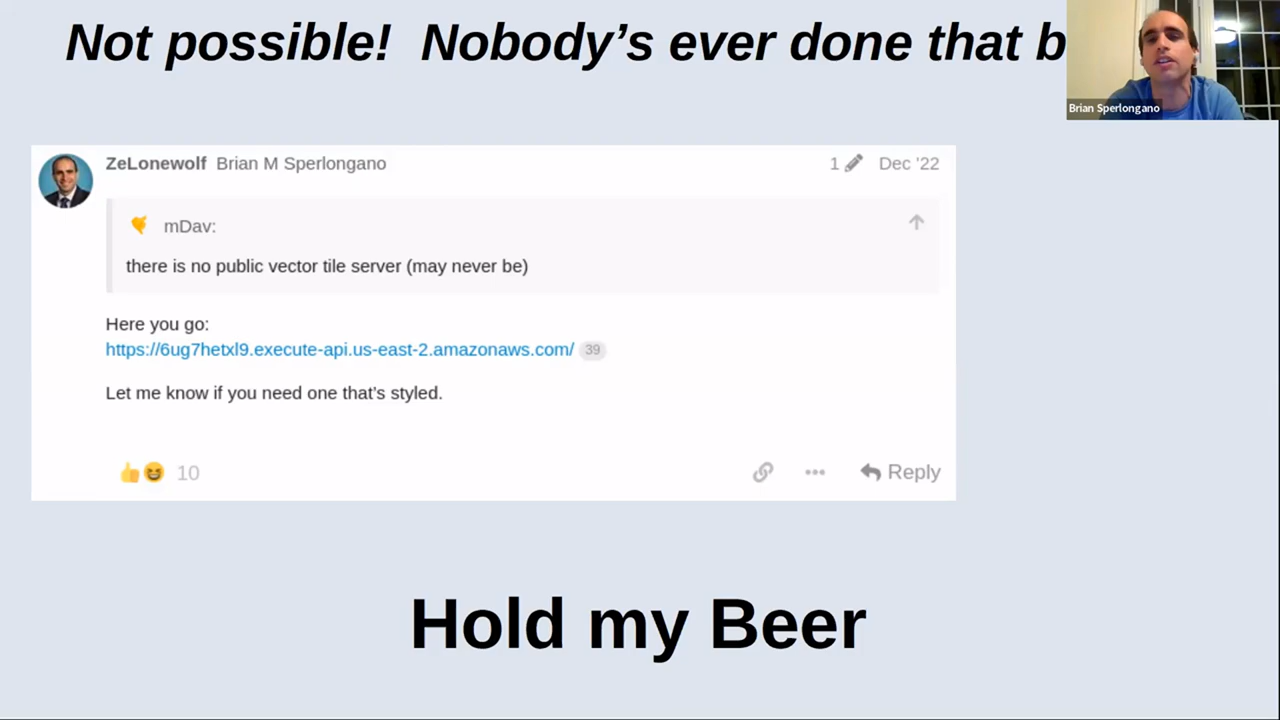 Not possible! Nobody's ever done that b
Brian Sperlongano
ZeLonewolf Brian M Sperlongano 1 Dec '22
mDav:
there is no public vector tile server (may never be)
Here you go:
https://6ug7hetxl9.execute-api.us-east-2.amazonaws.com/ 39
Let me know if you need one that's styled.
10 Reply
Hold my Beer